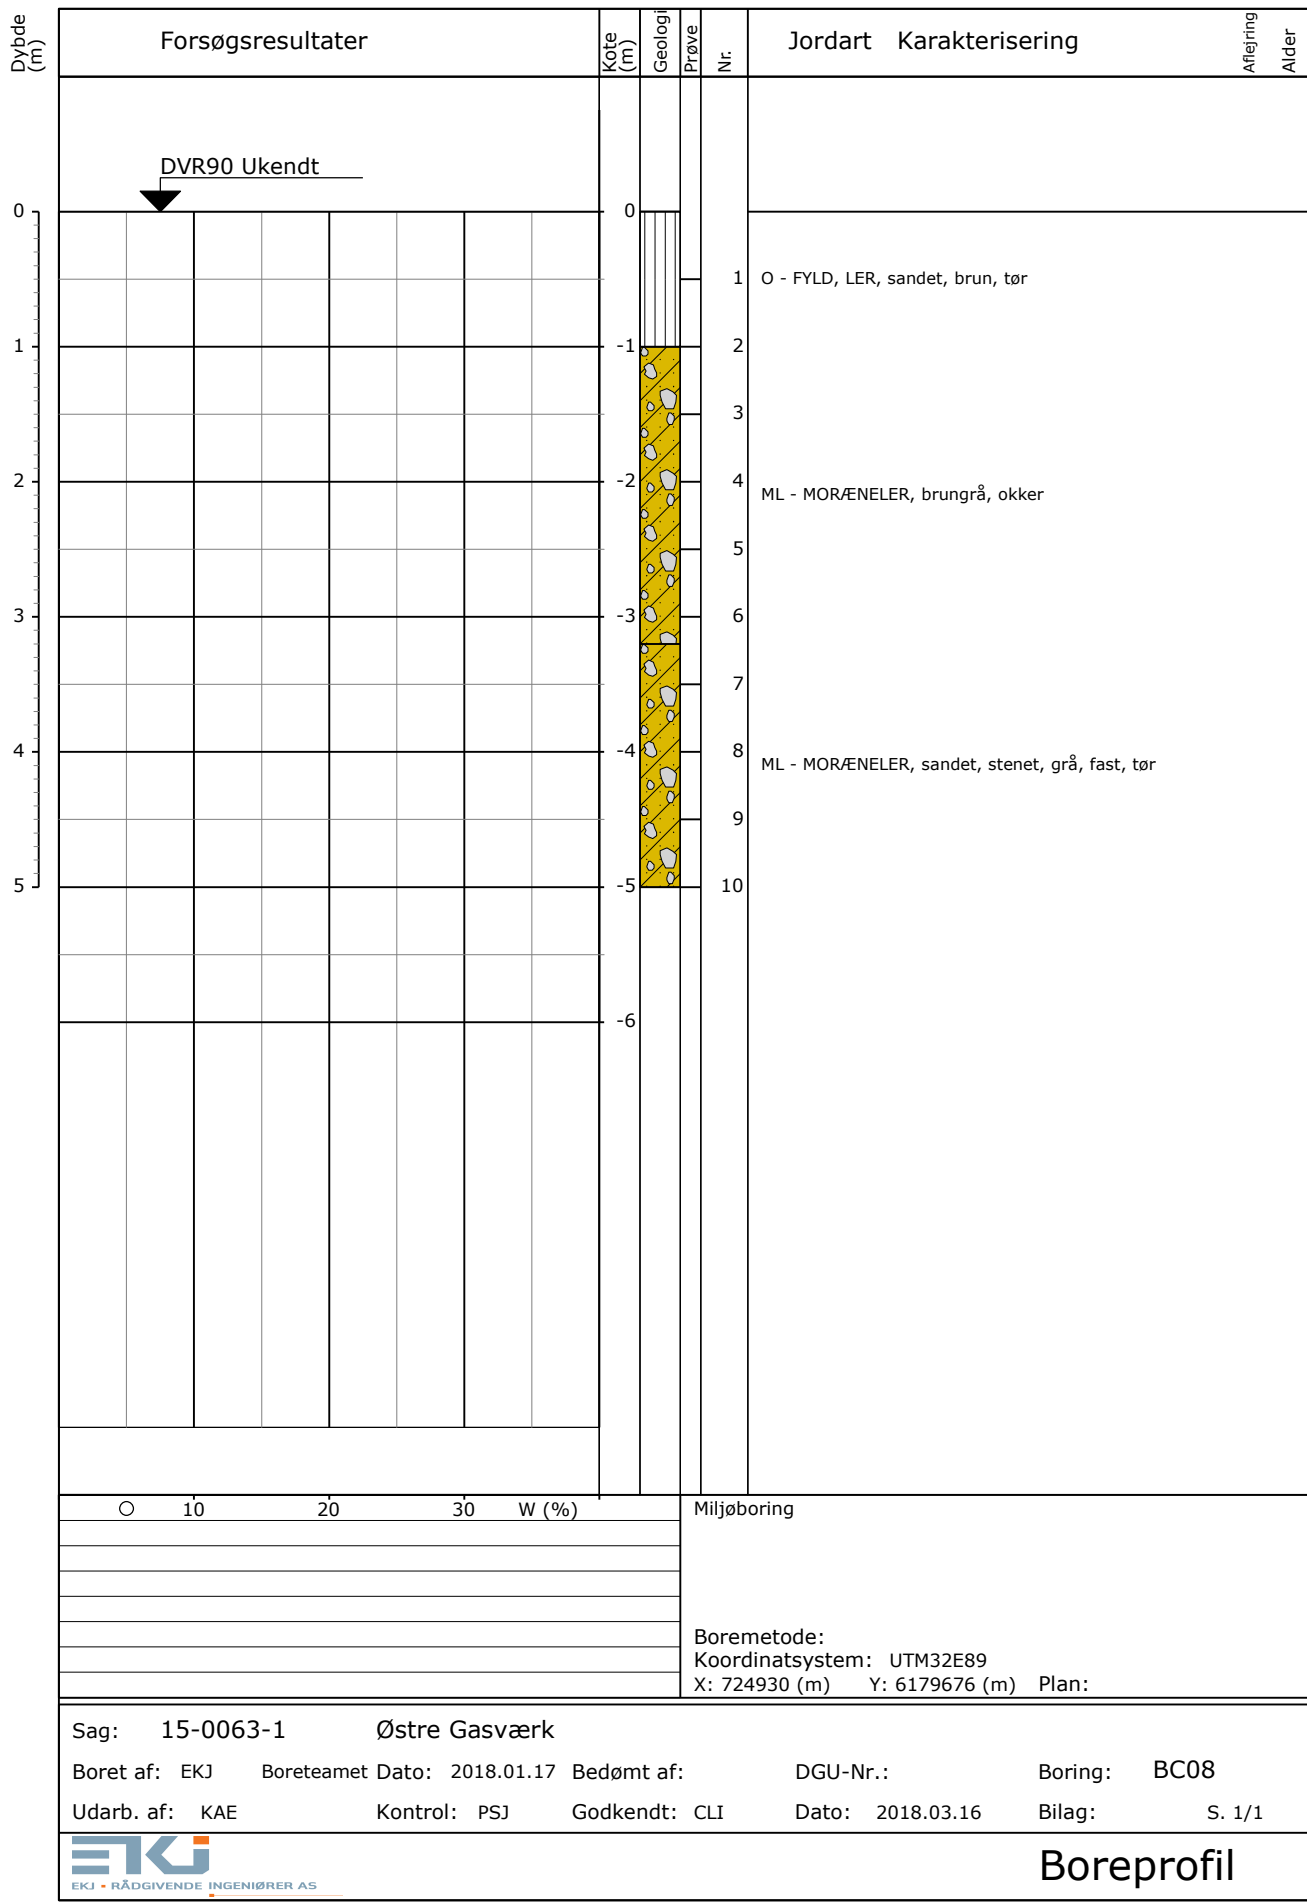 Dybde (m)
Forsøgsresultater
Kote (m)
Geologi
Prøve
Nr.
Jordart Karakterisering
Aflejring
Alder
DVR90 Ukendt
0 0
1 O - FYLD, LER, sandet, brun, tør
1 -1 2
3
2 -2 4
ML - MORÆNELER, brungrå, okker
5
3 -3 6
7
4 -4 8
ML - MORÆNELER, sandet, stenet, grå, fast, tør
9
5 -5 10
-6
10 20 30 W (%)
Miljøboring
Boremetode:
Koordinatsystem: UTM32E89
X: 724930 (m) Y: 6179676 (m) Plan:
Sag: 15-0063-1 Østre Gasværk
Boret af: EKJ Boreteamet Dato: 2018.01.17 Bedømt af: DGU-Nr.: Boring: BC08
Udarb. af: KAE Kontrol: PSJ Godkendt: CLI Dato: 2018.03.16 Bilag: S. 1/1
EKJ
EKJ - RÅDGIVENDE INGENIØRER AS
Boreprofil